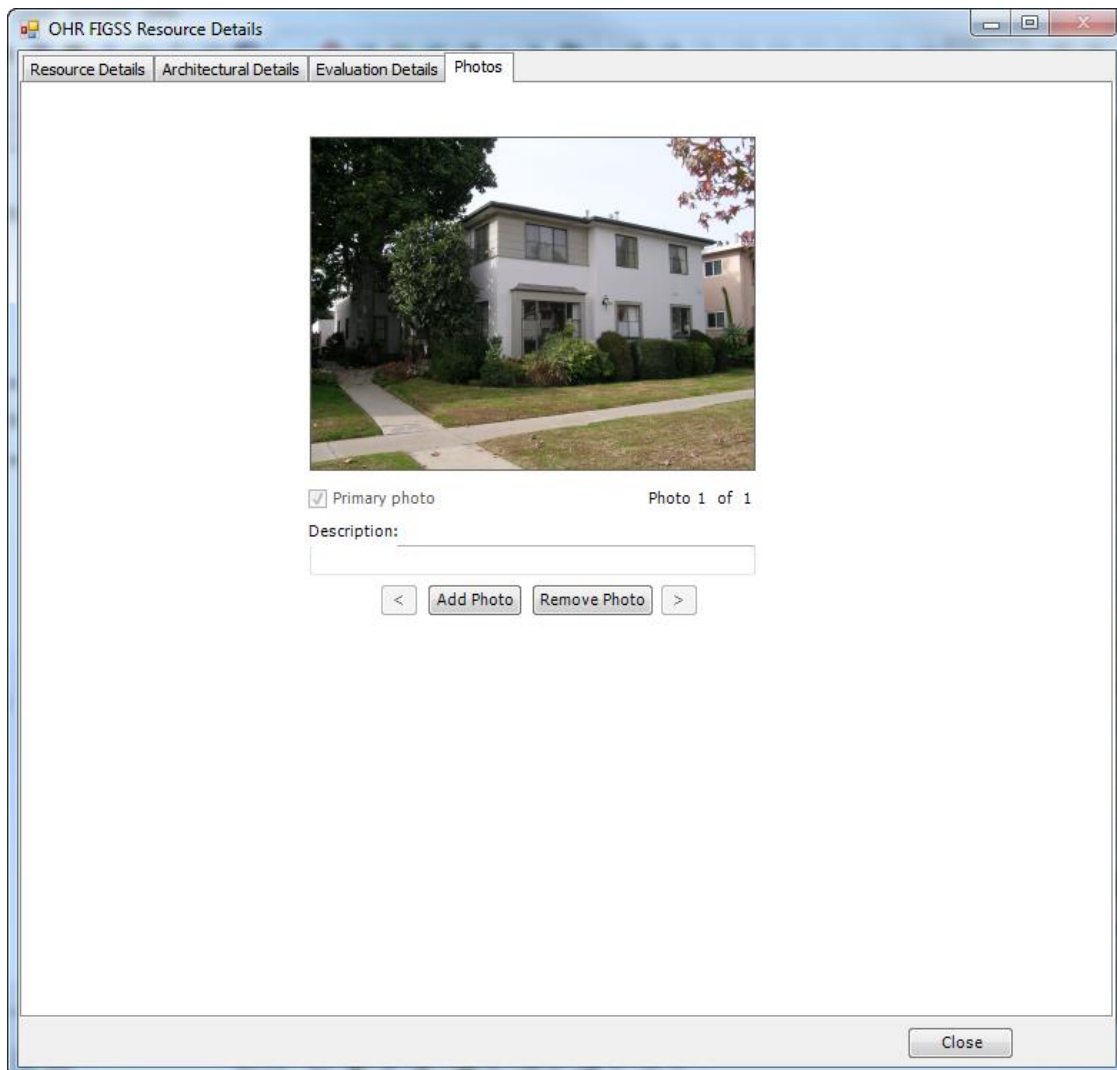 OHR FIGSS Resource Details
Resource Details Architectural Details Evaluation Details Photos
Primary photo Photo 1 of 1
Description:
< Add Photo Remove Photo >
Close